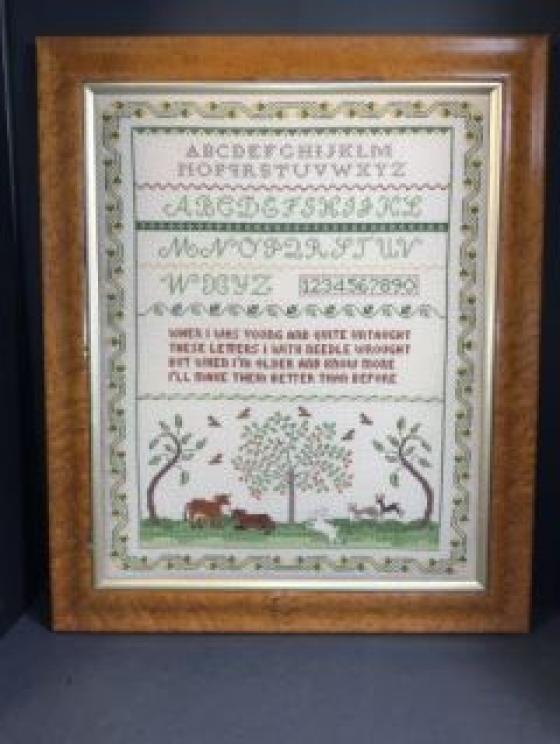 ABCDEFGHIJKLM
NOPQRSTUVWXYZ
ABCDEFGHIJKL
MNOPQRSTUV
WXYZ 1234567890
WHEN I WAS YOUNG AND QUITE UNTAUGHT
THESE LETTERS I WITH NEEDLE WROUGHT
BUT WHEN I'M OLDER AND KNOW MORE
I'LL MAKE THEM BETTER THAN BEFORE